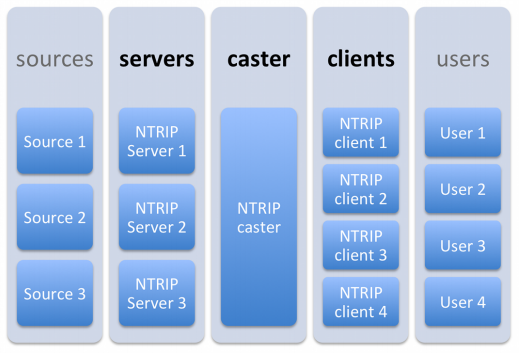 sources
servers
caster
clients
users
Source 1
Source 2
Source 3
NTRIP
Server 1
NTRIP
Server 2
NTRIP
Server 3
NTRIP
caster
NTRIP
client 1
NTRIP
client 2
NTRIP
client 3
NTRIP
client 4
User 1
User 2
User 3
User 4